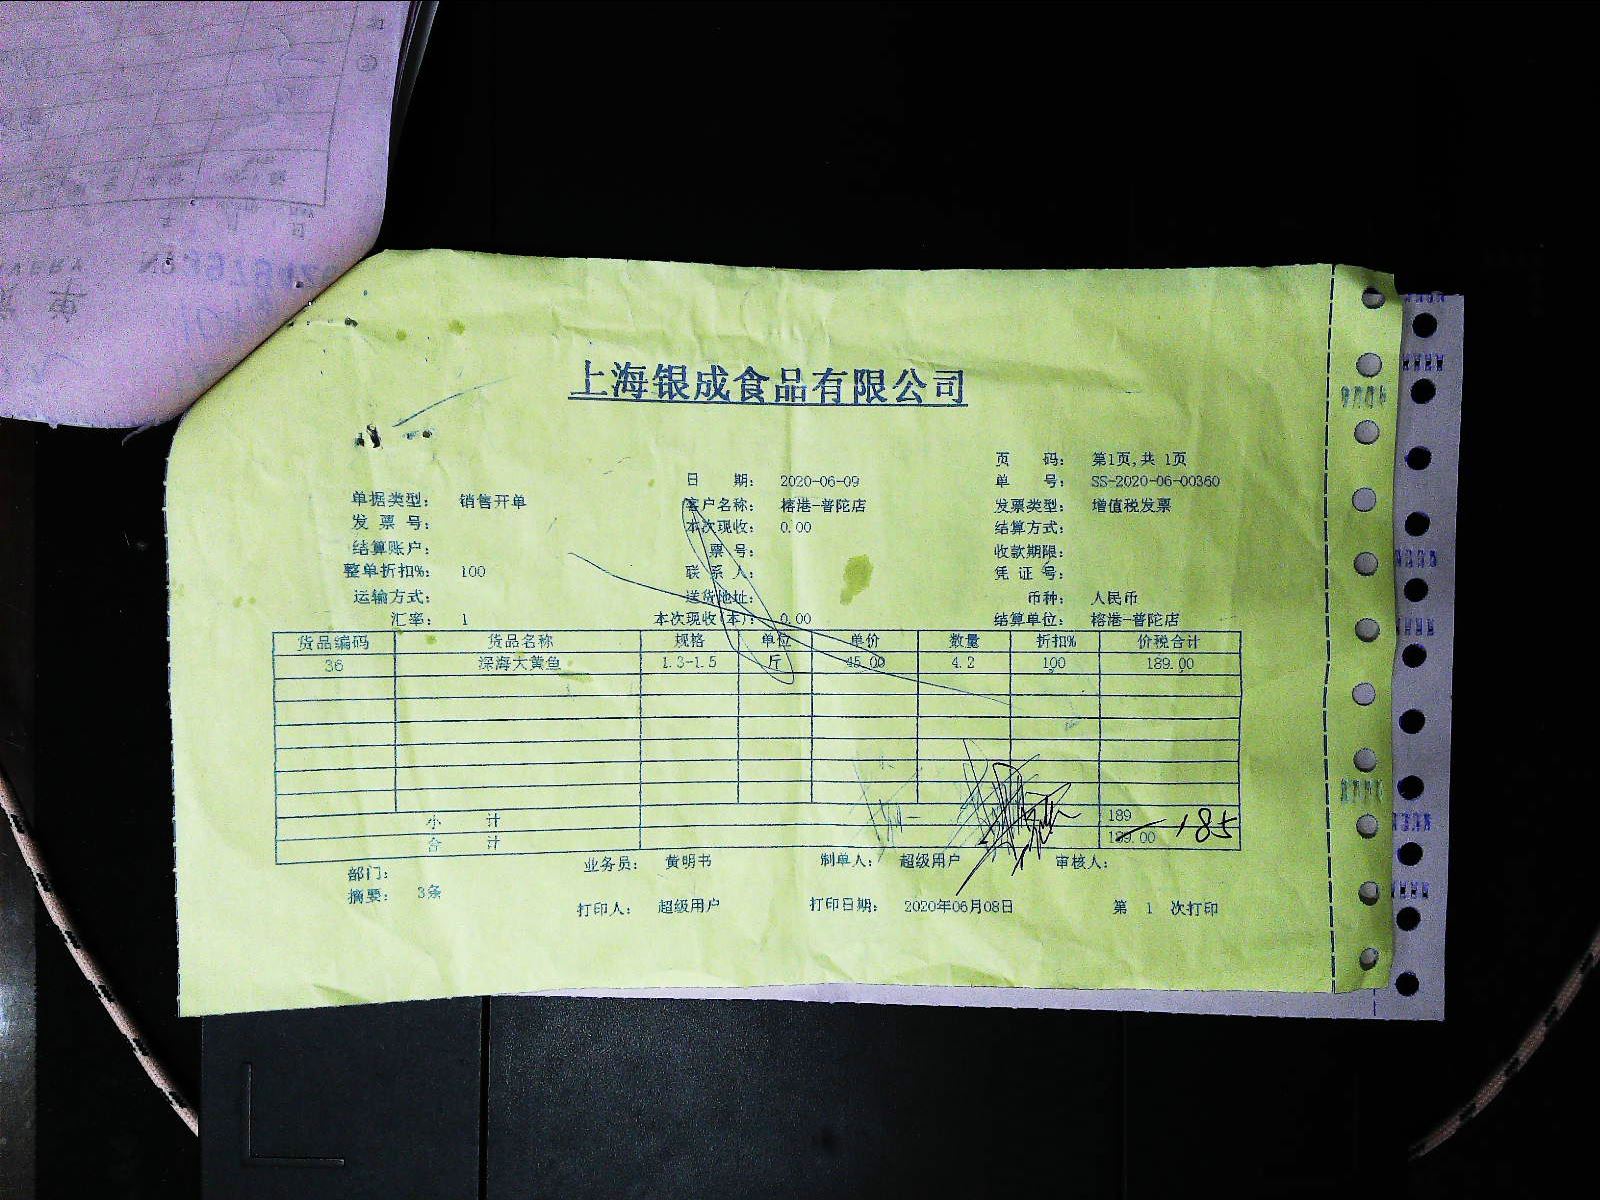 上海银成食品有限公司
页 码: 第1页,共 1页
日 期: 2020-06-09 单 号: SS-2020-06-00360
单据类型: 销售开单 客户名称: 榕港-普陀店 发票类型: 增值税发票
发 票 号: 本次现收: 0.00 结算方式:
结算账户: 票号: 收款期限:
整单折扣%: 100 联 系 人: 凭 证 号:
运输方式: 送货地址: 币种: 人民币
汇率: 1 本次现收(本): 0.00 结算单位: 榕港-普陀店
货品编码 货品名称 规格 单位 单价 数量 折扣% 价税合计
36 深海大黄鱼 1.3-1.5 斤 45.00 4.2 100 189.00
小 计 189
合 计 189.00 185
部门: 业务员: 黄明书 制单人: 超级用户 审核人:
摘要: 3条
打印人: 超级用户 打印日期: 2020年06月08日 第 1 次打印